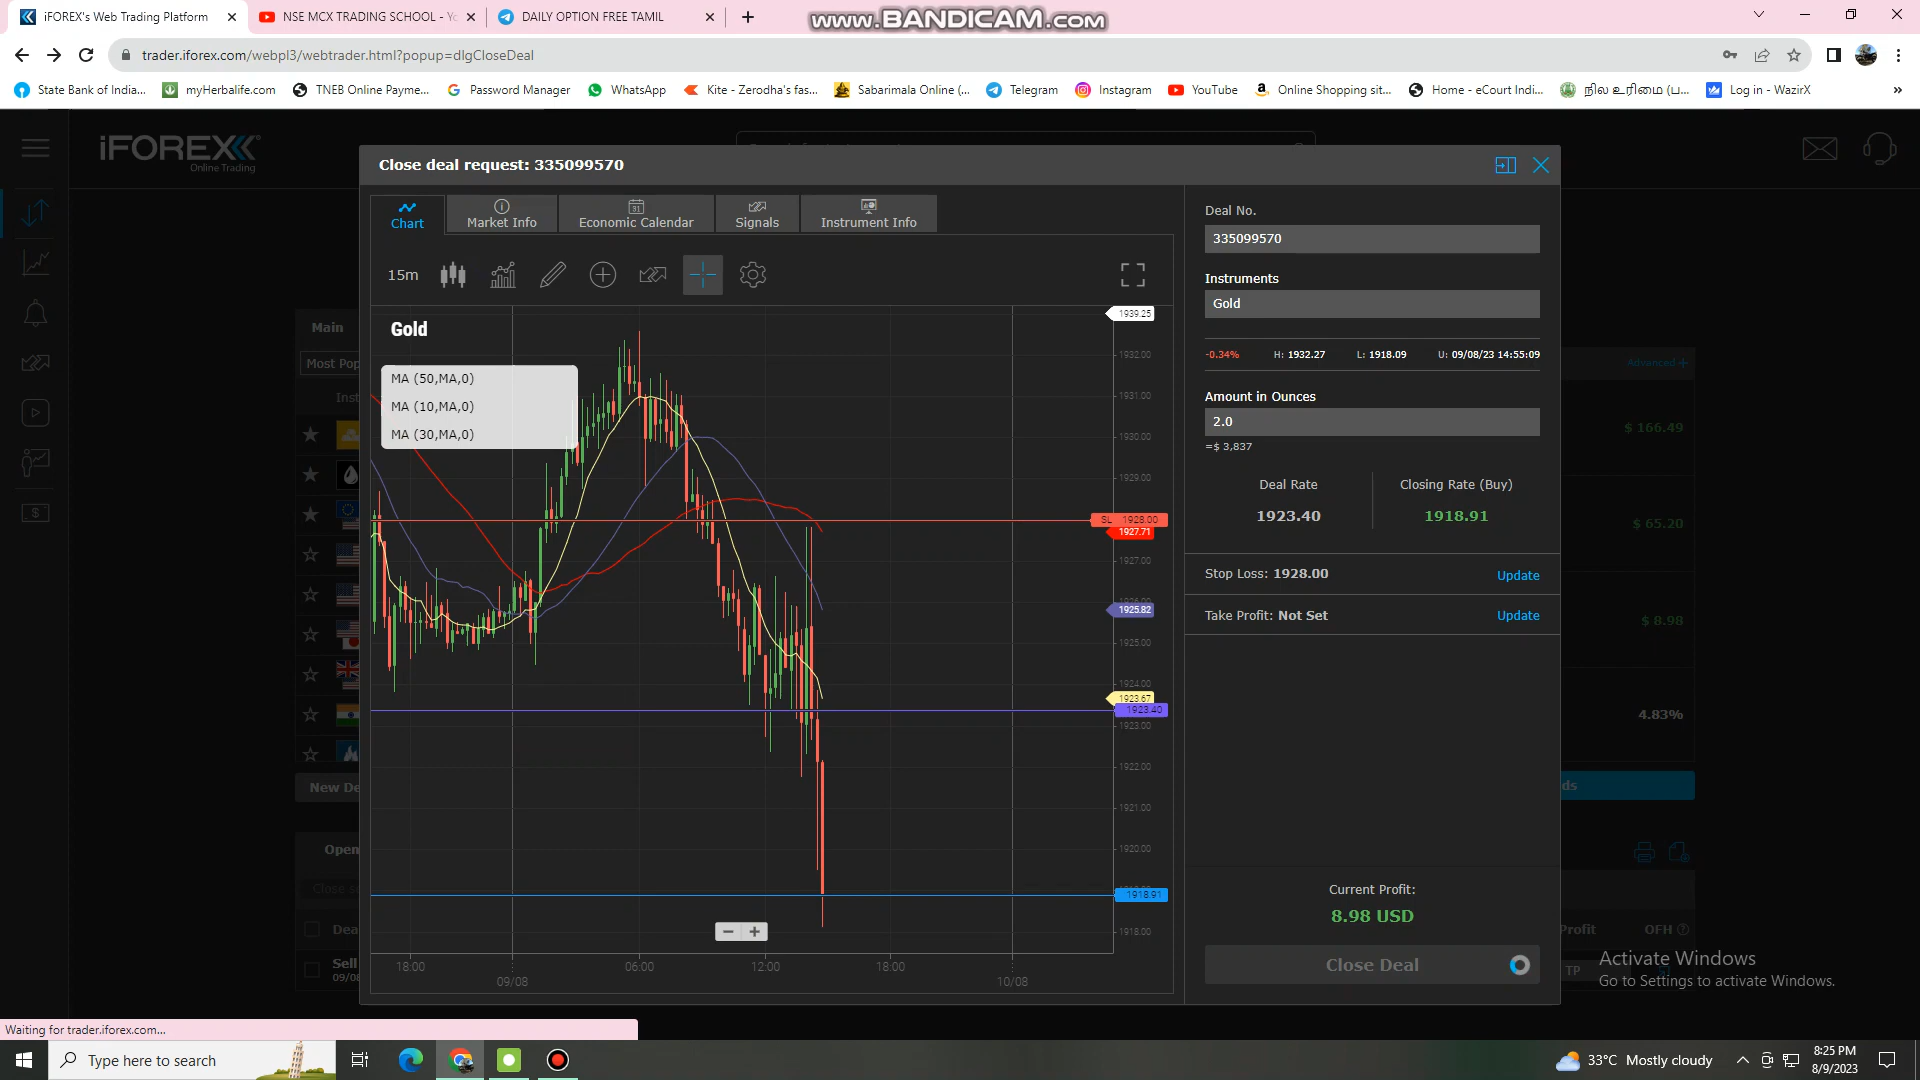 iFOREX's Web Trading Platform
NSE MCX TRADING SCHOOL - Yo
DAILY OPTION FREE TAMIL
www.BANDICAM.com
trader.iforex.com/webpl3/webtrader.html?popup=dlgCloseDeal
State Bank of India...
myHerbalife.com
TNEB Online Payme...
Password Manager
WhatsApp
Kite - Zerodha's fas...
Sabarimala Online (...
Telegram
Instagram
YouTube
Online Shopping sit...
Home - eCourt Indi...
நில உரிமை (ப...
Log in - WazirX
iFOREX
Online Trading
Close deal request: 335099570
Chart
Market Info
Economic Calendar
Signals
Instrument Info
15m
Gold
MA (50,MA,0)
MA (10,MA,0)
MA (30,MA,0)
1939.25
1932.00
1931.00
1930.00
1929.00
SL 1928.00
1927.71
1927.00
1925.82
1925.00
1924.00
1923.67
1923.40
1923.00
1922.00
1921.00
1920.00
1918.91
1918.00
18:00
06:00
12:00
18:00
09/08
10/08
Deal No.
335099570
Instruments
Gold
-0.34%
H: 1932.27
L: 1918.09
U: 09/08/23 14:55:09
Amount in Ounces
2.0
=$ 3,837
Deal Rate
Closing Rate (Buy)
1923.40
1918.91
Stop Loss: 1928.00
Update
Take Profit: Not Set
Update
Current Profit:
8.98 USD
Close Deal
Main
Most Pop
Inst
New De
Open
Close se
Dea
Sell
09/08
Advanced
$ 166.49
$ 65.20
$ 8.98
4.83%
ds
Profit
OFH
TP
Activate Windows
Go to Settings to activate Windows.
Waiting for trader.iforex.com...
Type here to search
33°C Mostly cloudy
8:25 PM
8/9/2023